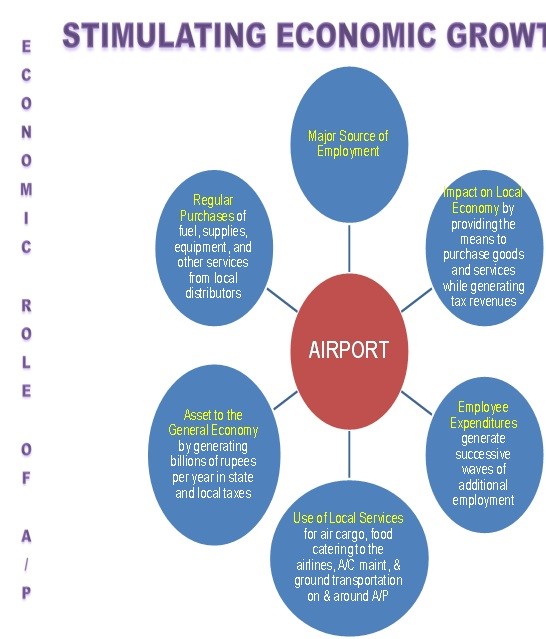 STIMULATING ECONOMIC GROWT
ECONOMIC ROLE OF A/P
Major Source of
Employment
Impact on Local
Economy by
providing the
means to
purchase goods
and services
while generating
tax revenues
Employee
Expenditures
generate
successive
waves of
additional
employment
Use of Local Services
for air cargo, food
catering to the
airlines, A/C maint, &
ground transportation
on & around A/P
Asset to the
General Economy
by generating
billions of rupees
per year in state
and local taxes
Regular
Purchases of
fuel, supplies,
equipment, and
other services
from local
distributors
AIRPORT